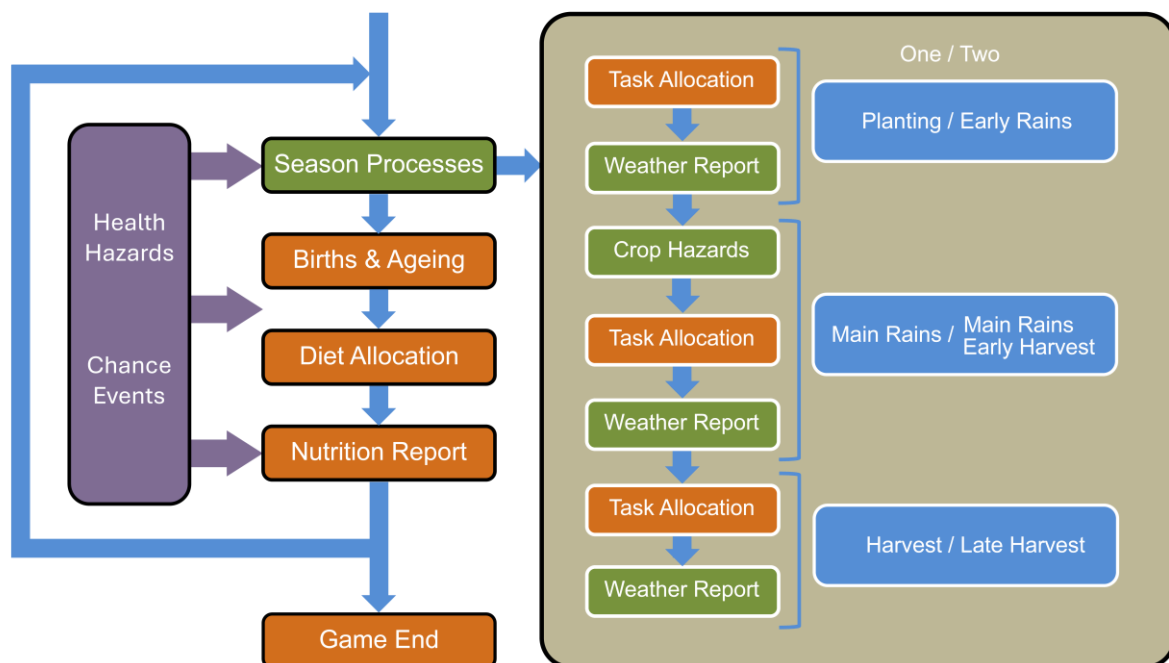 Health
Hazards
Chance
Events
Season Processes
Births & Ageing
Diet Allocation
Nutrition Report
Game End
Task Allocation
Weather Report
Crop Hazards
Task Allocation
Weather Report
Task Allocation
Weather Report
One / Two
Planting / Early Rains
Main Rains / Main Rains
Early Harvest
Harvest / Late Harvest